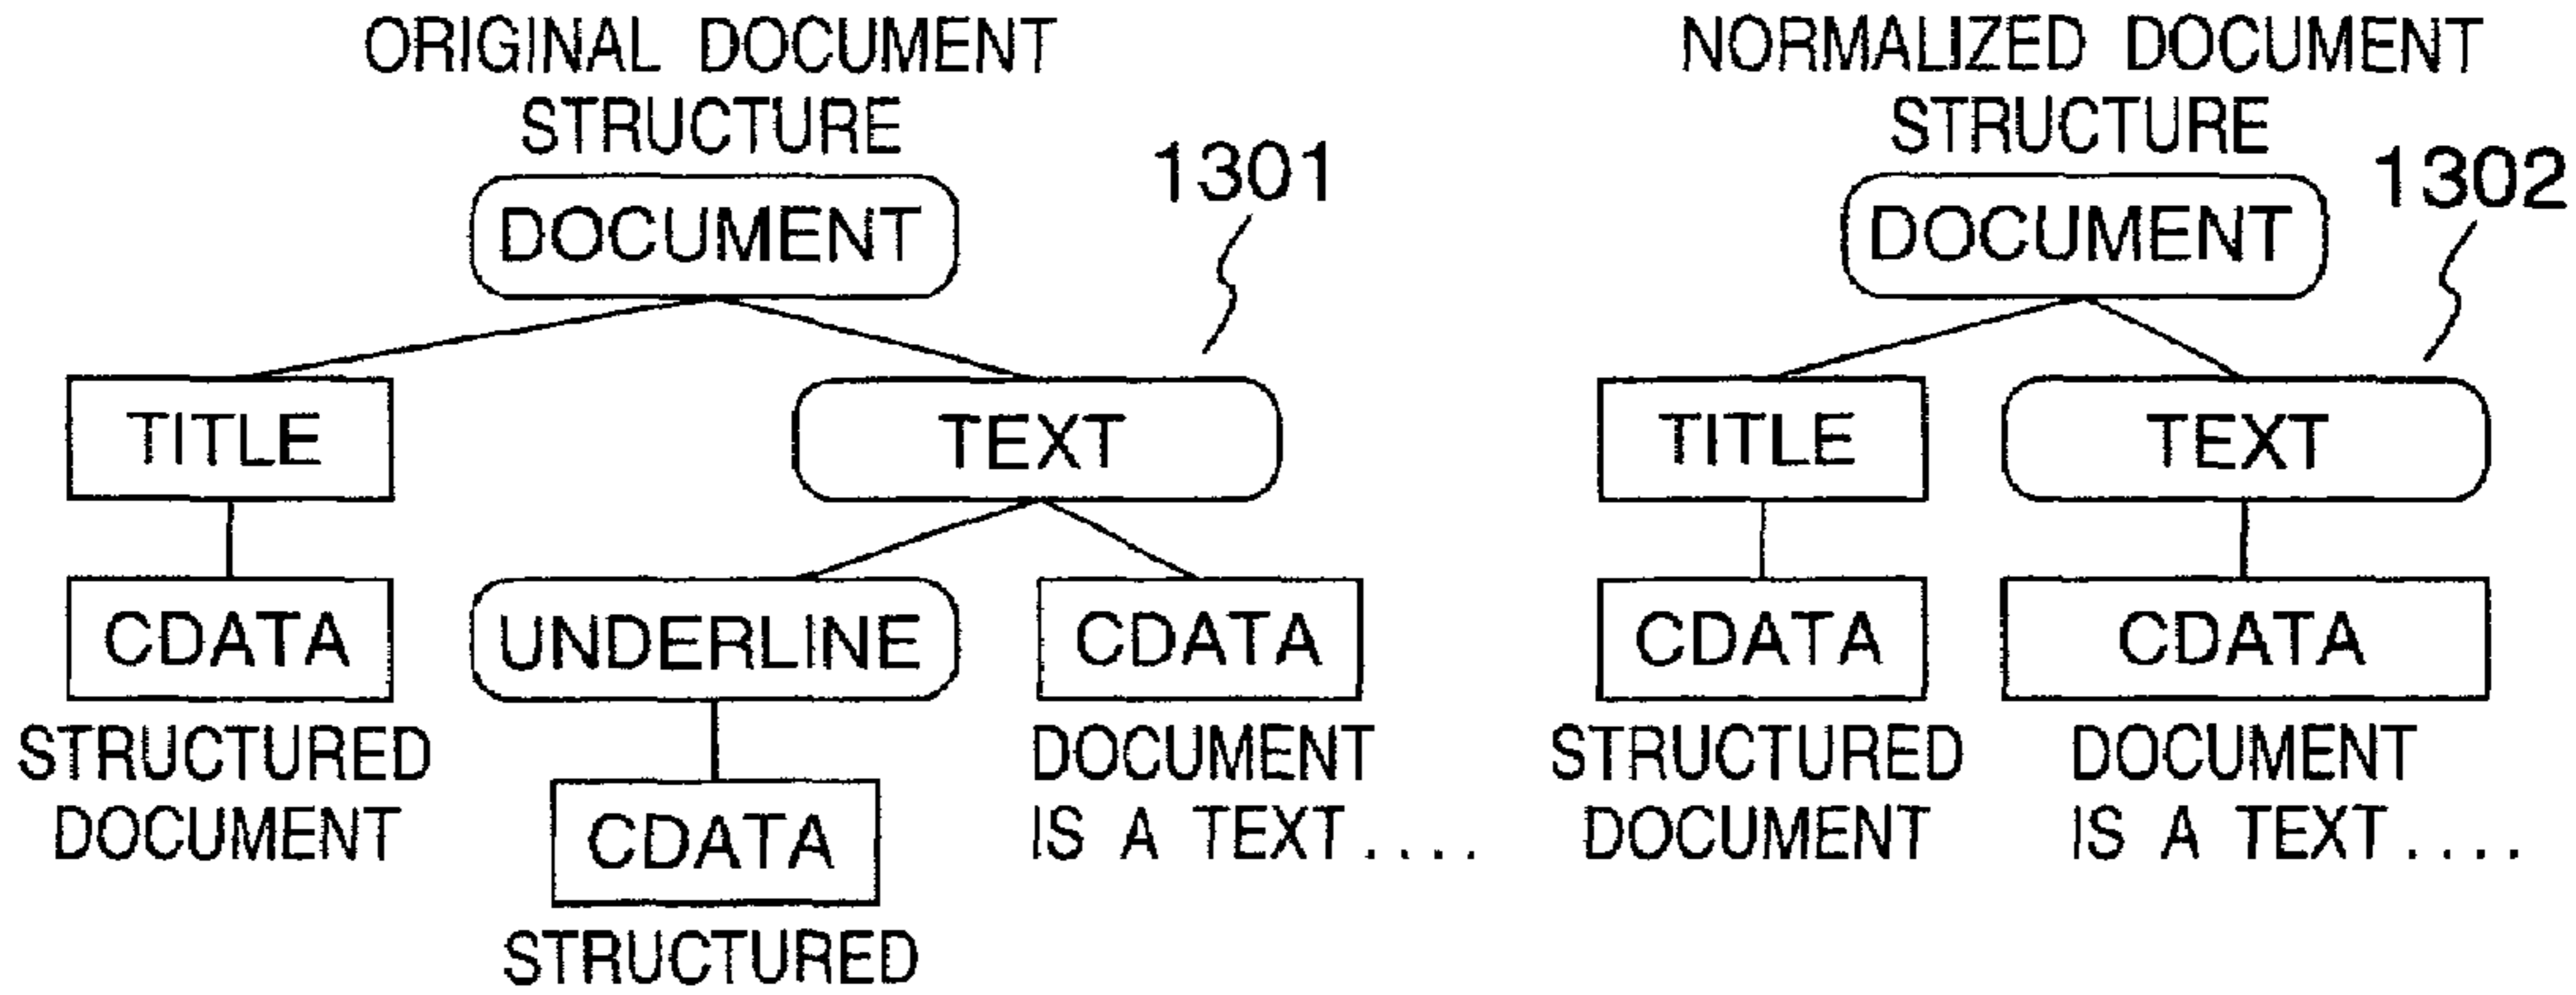 ORIGINAL DOCUMENT
STRUCTURE
1301
DOCUMENT
TITLE
TEXT
CDATA
UNDERLINE
CDATA
STRUCTURED
DOCUMENT
DOCUMENT
IS A TEXT....
CDATA
STRUCTURED
NORMALIZED DOCUMENT
STRUCTURE
1302
DOCUMENT
TITLE
TEXT
CDATA
CDATA
STRUCTURED
DOCUMENT
DOCUMENT
IS A TEXT....